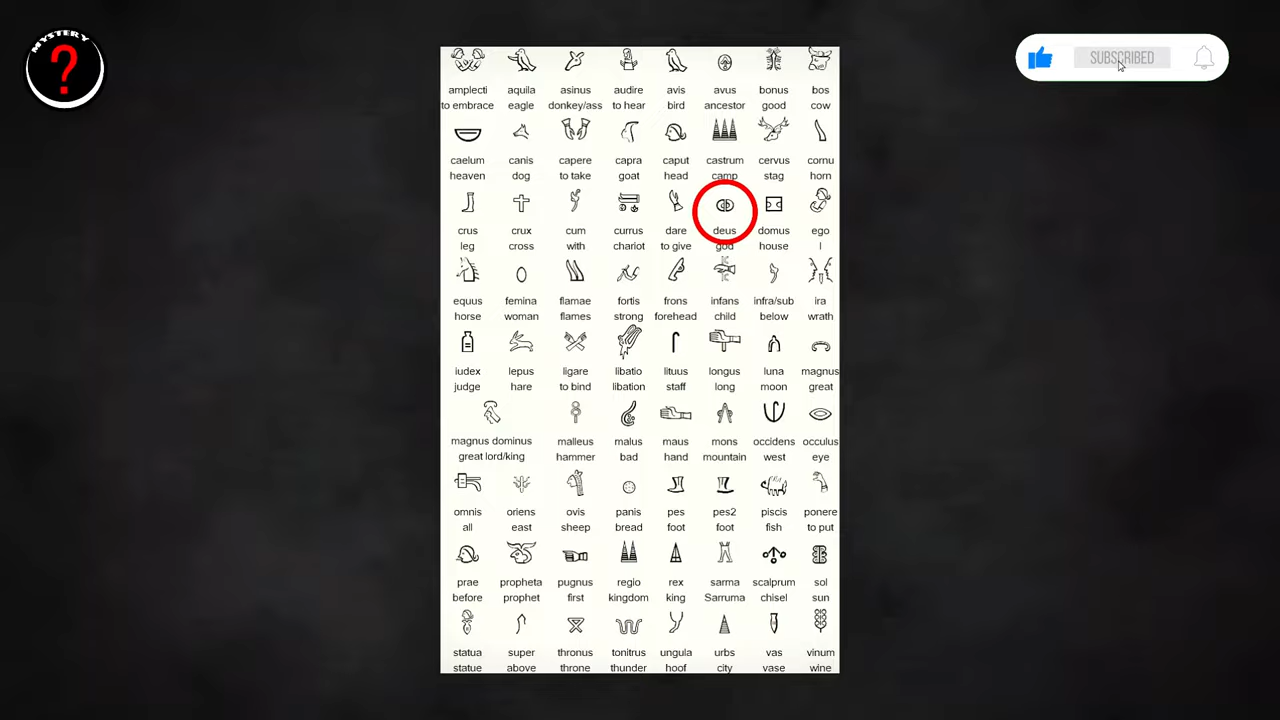 MYSTERY
?
SUBSCRIBED
amplecti aquila asinus audire avis avus bonus bos
to embrace eagle donkey/ass to hear bird ancestor good cow
caelum canis capere capra caput castrum cervus cornu
heaven dog to take goat head camp stag horn
crus crux cum currus dare deus domus ego
leg cross with chariot to give god house I
equus femina flamae fortis frons infans infra/sub ira
horse woman flames strong forehead child below wrath
iudex lepus ligare libatio lituus longus luna magnus
judge hare to bind libation staff long moon great
magnus dominus malleus malus maus mons occidens occulus
great lord/king hammer bad hand mountain west eye
omnis oriens ovis panis pes pes2 piscis ponere
all east sheep bread foot foot fish to put
prae propheta pugnus regio rex sarma scalprum sol
before prophet first kingdom king Sarruma chisel sun
statua super thronus tonitrus ungula urbs vas vinum
statue above throne thunder hoof city vase wine